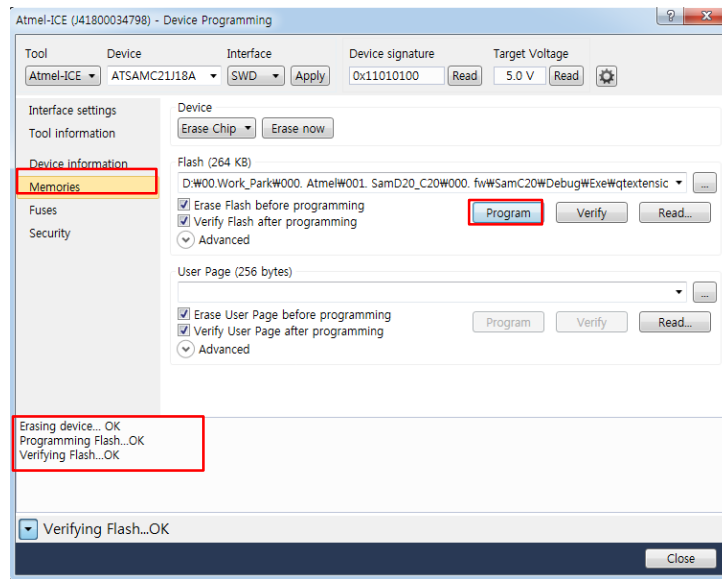 Atmel-ICE (J41800034798) - Device Programming
Tool Device Interface Device signature Target Voltage
Atmel-ICE ATSAMC21J18A SWD Apply 0x11010100 Read 5.0 V Read
Interface settings
Tool information
Device information
Memories
Fuses
Security
Device
Erase Chip Erase now
Flash (264 KB)
D:₩00.Work_Park₩000. Atmel₩001. SamD20_C20₩000. fw₩SamC20₩Debug₩Exe₩qtextensic ...
Erase Flash before programming
Verify Flash after programming
Program Verify Read...
Advanced
User Page (256 bytes)
...
Erase User Page before programming
Verify User Page after programming
Program Verify Read...
Advanced
Erasing device... OK
Programming Flash...OK
Verifying Flash...OK
Verifying Flash...OK
Close